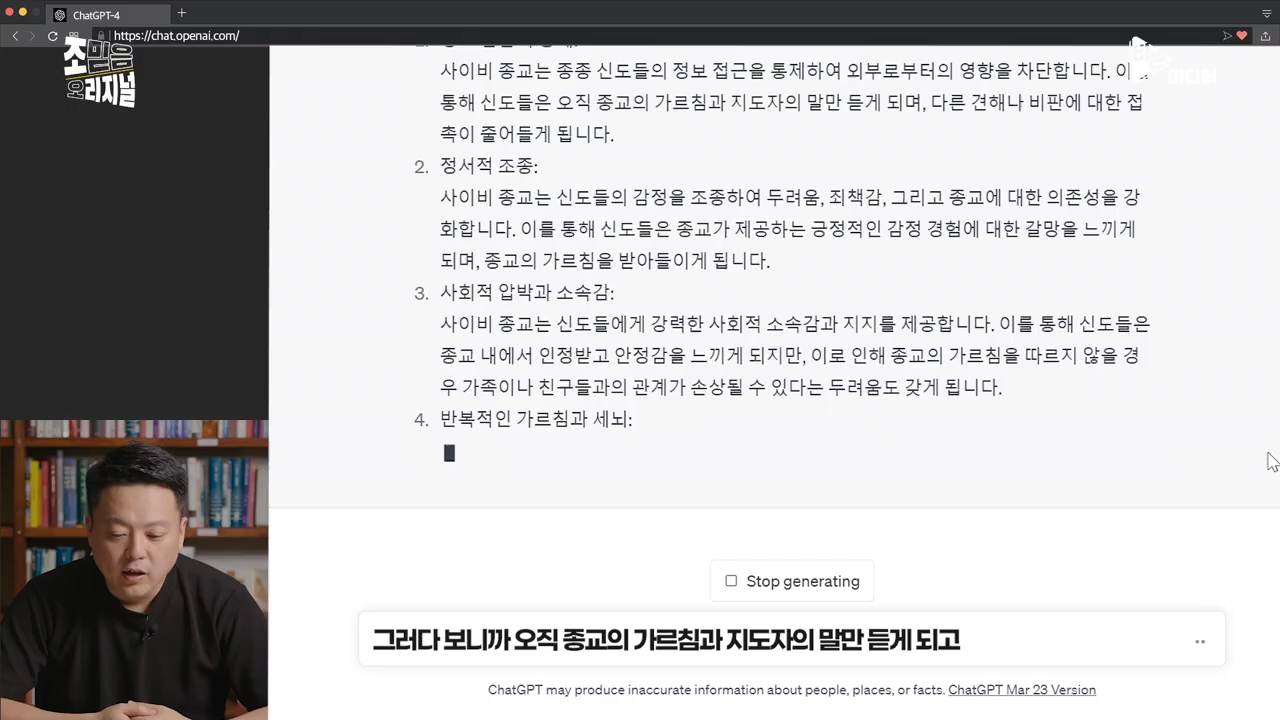 ChatGPT-4
https://chat.openai.com/
조믿음
오리지널
미디어
사이비 종교는 종종 신도들의 정보 접근을 통제하여 외부로부터의 영향을 차단합니다.
통해 신도들은 오직 종교의 가르침과 지도자의 말만 듣게 되며, 다른 견해나 비판에 대한 접
촉이 줄어들게 됩니다.
2. 정서적 조종:
사이비 종교는 신도들의 감정을 조종하여 두려움, 죄책감, 그리고 종교에 대한 의존성을 강
화합니다. 이를 통해 신도들은 종교가 제공하는 긍정적인 감정 경험에 대한 갈망을 느끼게
되며, 종교의 가르침을 받아들이게 됩니다.
3. 사회적 압박과 소속감:
사이비 종교는 신도들에게 강력한 사회적 소속감과 지지를 제공합니다. 이를 통해 신도들은
종교 내에서 인정받고 안정감을 느끼게 되지만, 이로 인해 종교의 가르침을 따르지 않을 경
우 가족이나 친구들과의 관계가 손상될 수 있다는 두려움도 갖게 됩니다.
4. 반복적인 가르침과 세뇌:
Stop generating
그러다 보니까 오직 종교의 가르침과 지도자의 말만 듣게 되고
ChatGPT may produce inaccurate information about people, places, or facts. ChatGPT Mar 23 Version